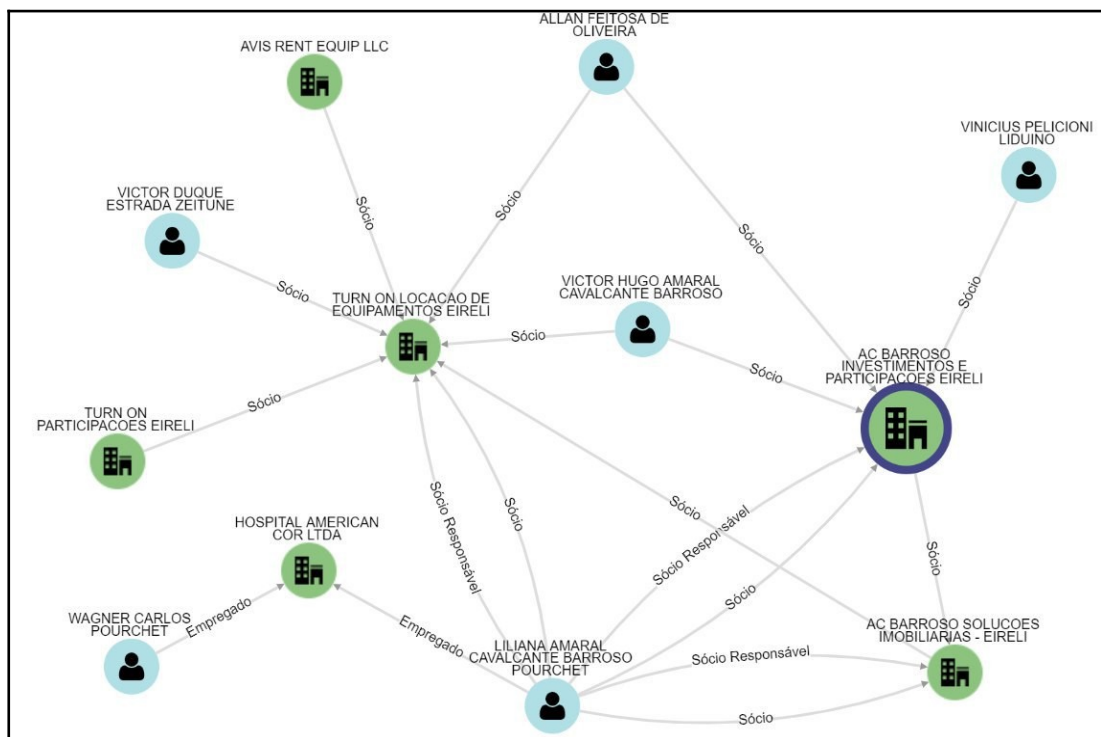 ALLAN FEITOSA DE
OLIVEIRA
AVIS RENT EQUIP LLC
VINICIUS PELICIONI
LIDUINO
VICTOR DUQUE
ESTRADA ZEITUNE
Sócio
Sócio
Sócio
Sócio
Sócio
VICTOR HUGO AMARAL
CAVALCANTE BARROSO
TURN ON LOCACAO DE
EQUIPAMENTOS EIRELI
Sócio
Sócio
AC BARROSO
INVESTIMENTOS E
PARTICIPACOES EIRELI
TURN ON
PARTICIPACOES EIRELI
Sócio
Sócio Responsável
Sócio
Sócio
Sócio Responsável
Sócio
Sócio
HOSPITAL AMERICAN
COR LTDA
WAGNER CARLOS
POURCHET
Empregado
Empregado
LILIANA AMARAL
CAVALCANTE BARROSO
POURCHET
AC BARROSO SOLUCOES
IMOBILIARIAS - EIRELI
Sócio Responsável
Sócio